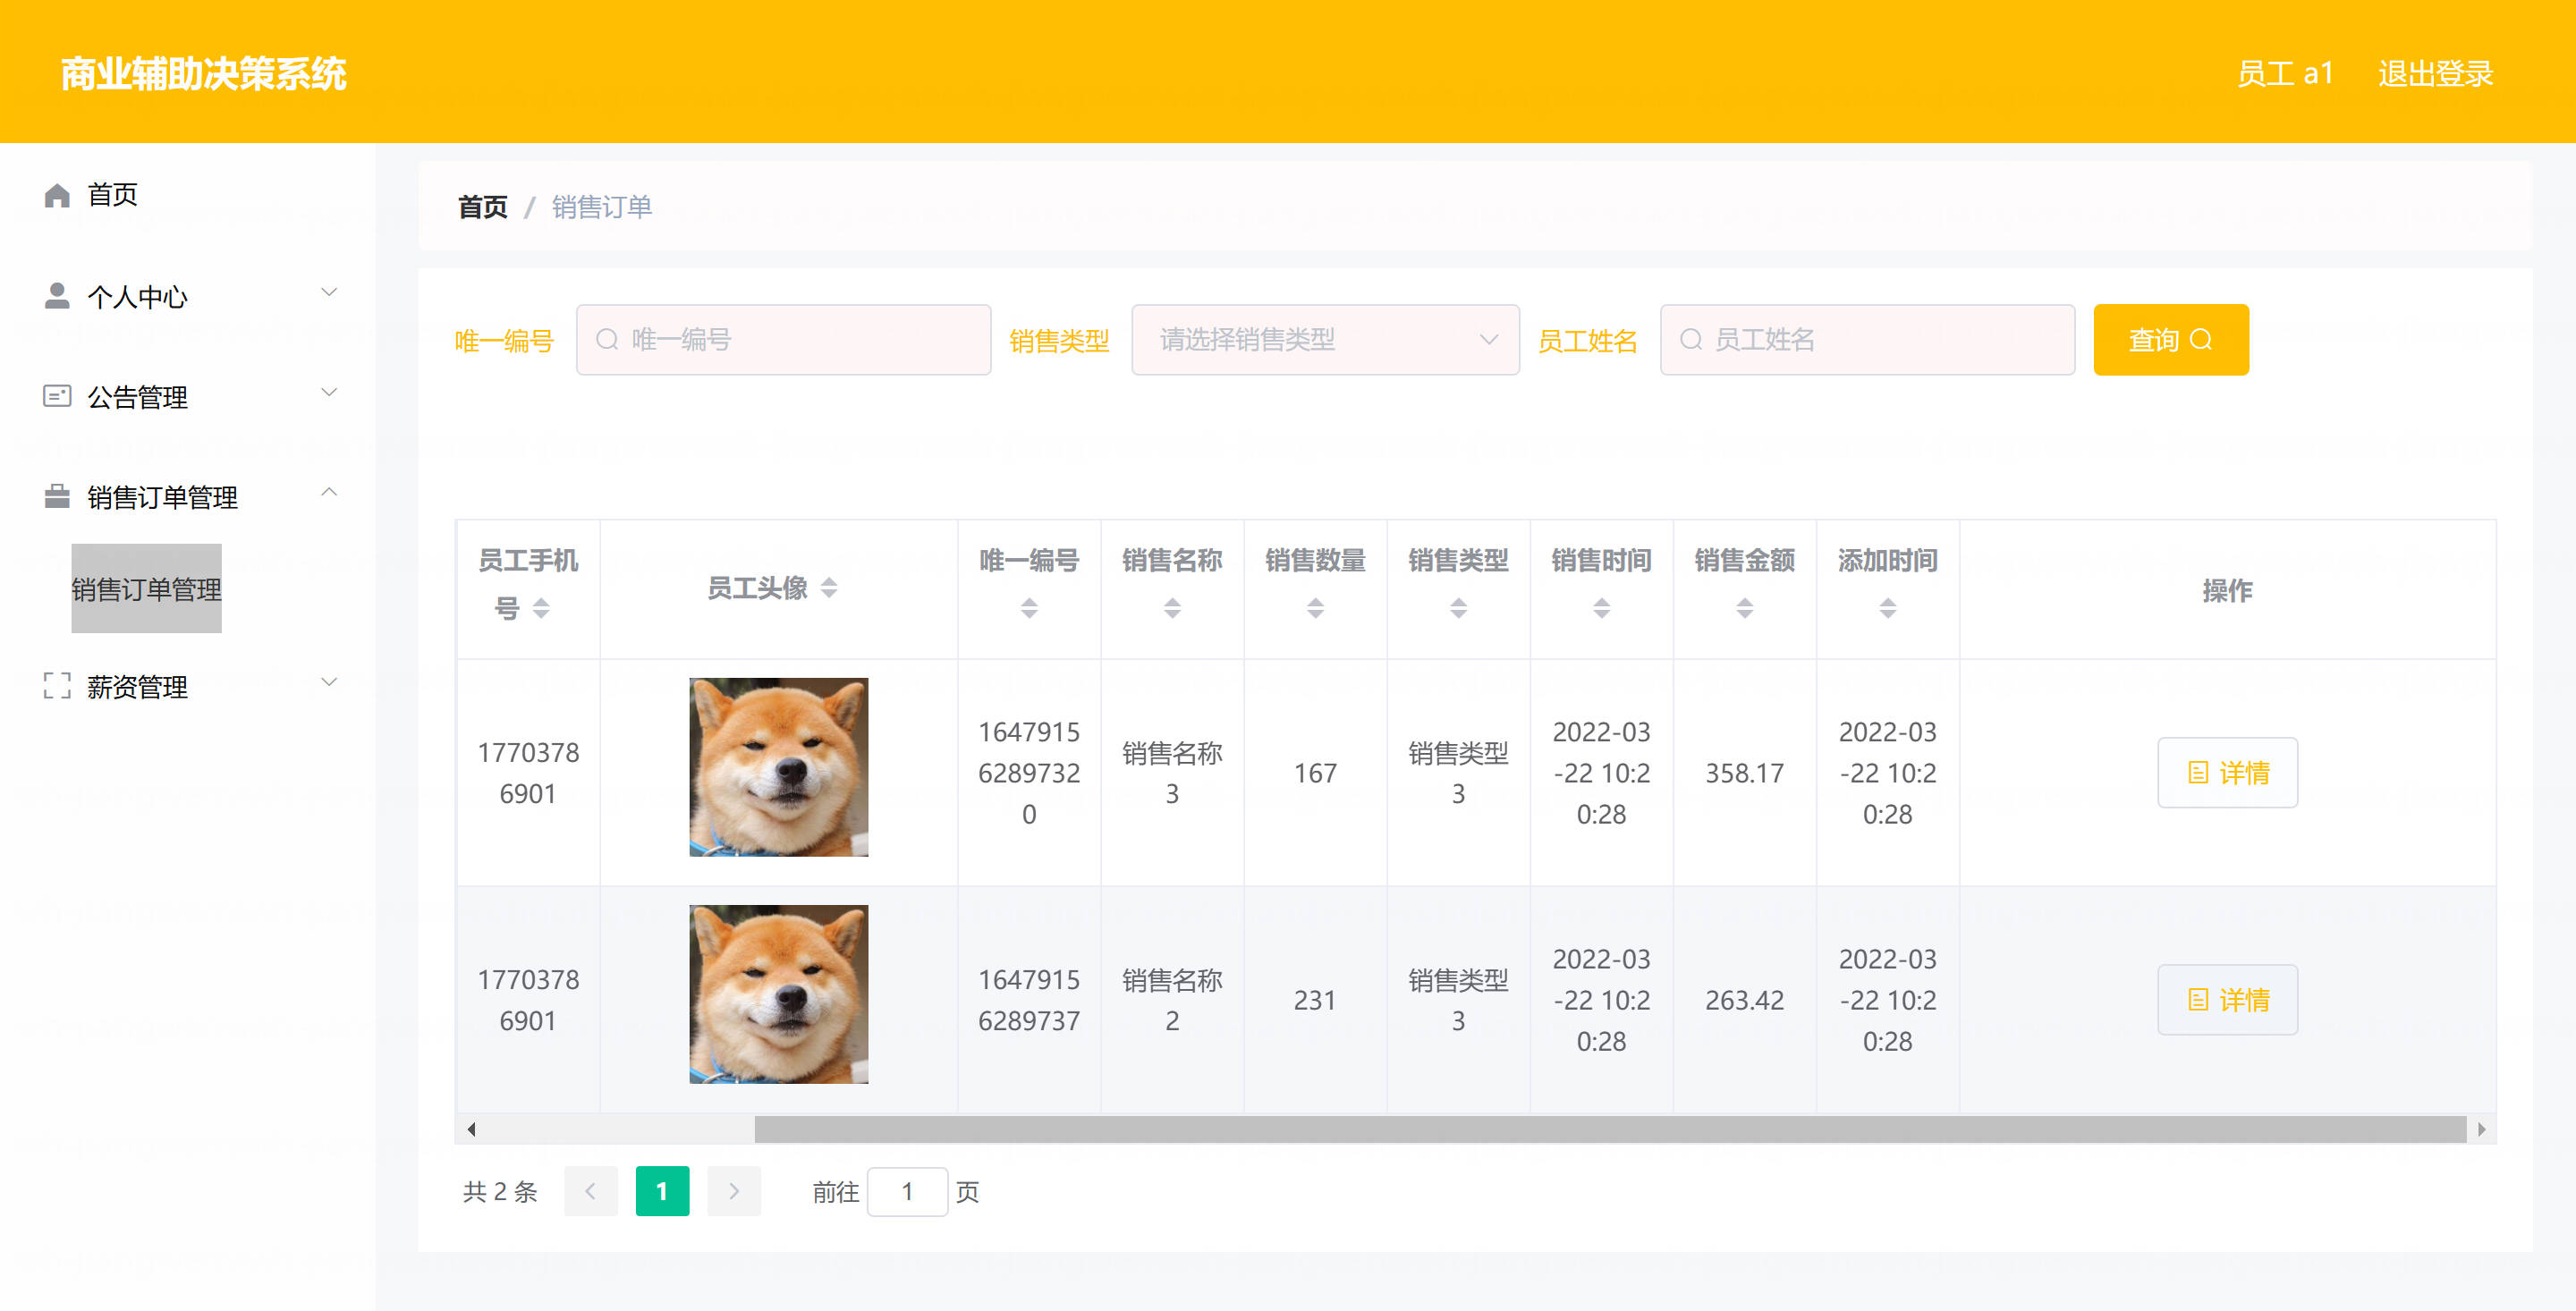 商业辅助决策系统
员工 a1 退出登录
首页
个人中心
公告管理
销售订单管理
销售订单管理
薪资管理
首页 / 销售订单
唯一编号 唯一编号 销售类型 请选择销售类型 员工姓名 员工姓名 查询
员工手机号 员工头像 唯一编号 销售名称 销售数量 销售类型 销售时间 销售金额 添加时间 操作
17703786901 16479156289732 0 销售名称3 167 销售类型3 2022-03-22 10:20:28 358.17 2022-03-22 10:20:28 详情
17703786901 16479156289737 销售名称2 231 销售类型3 2022-03-22 10:20:28 263.42 2022-03-22 10:20:28 详情
共 2 条 1 前往 1 页